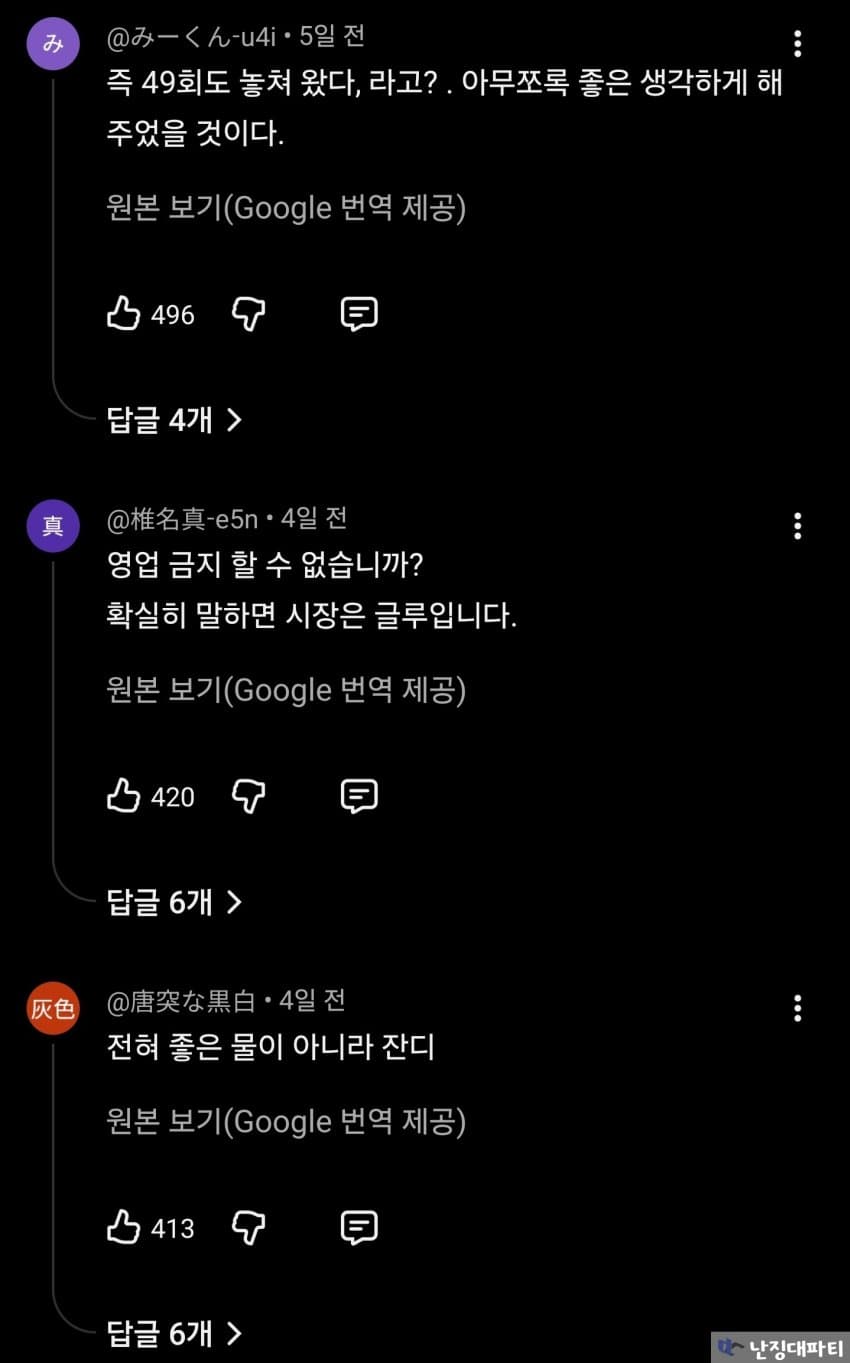 み
@みーくん-u4i • 5일 전
즉 49회도 놓쳐 왔다, 라고? . 아무쪼록 좋은 생각하게 해
주었을 것이다.
원본 보기(Google 번역 제공)
496
답글 4개
真
@椎名真-e5n • 4일 전
영업 금지 할 수 없습니까?
확실히 말하면 시장은 글루입니다.
원본 보기(Google 번역 제공)
420
답글 6개
灰色
@唐突な黒白 • 4일 전
전혀 좋은 물이 아니라 잔디
원본 보기(Google 번역 제공)
413
답글 6개
난징대파티